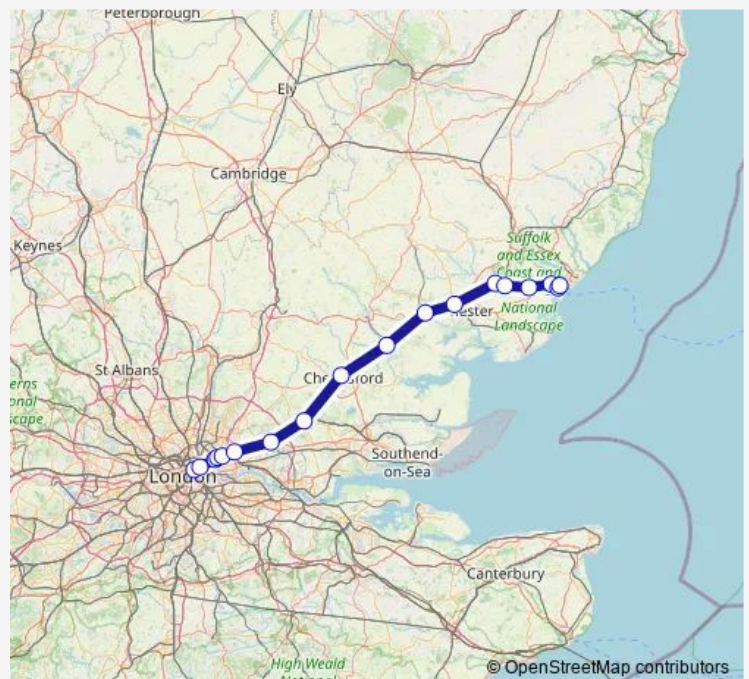 Peterborough
Ely
Cambridge
Keynes
Suffolk
and Essex
Coast and
National
Landscape
St Albans
London
Southend-
on-Sea
Canterbury
High Weald
© OpenStreetMap contributors